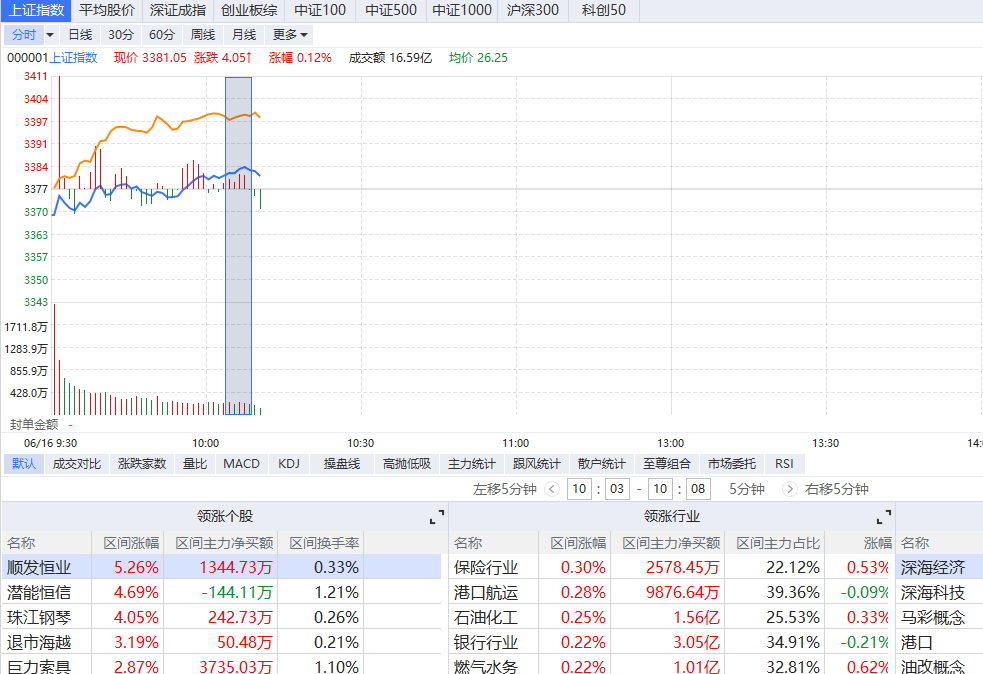 上证指数 平均股价 深证成指 创业板综 中证100 中证500 中证1000 沪深300 科创50
分时 日线 30分 60分 周线 月线 更多
000001上证指数 现价 3381.05 涨跌 4.05↑ 涨幅 0.12% 成交额 16.59亿 均价 26.25
3411
3404
3397
3391
3384
3377
3370
3363
3357
3350
3343
1711.8万
1283.9万
855.9万
428.0万
封单金额 -
06/16 9:30 10:00 10:30 11:00 13:00 13:30 14:
默认 成交对比 涨跌家数 量比 MACD KDJ 操盘线 高抛低吸 主力统计 跟风统计 散户统计 至尊组合 市场委托 RSI
左移5分钟 10 : 03 - 10 : 08 5分钟 右移5分钟
领涨个股 领涨行业
名称 区间涨幅 区间主力净买额 区间换手率 名称 区间涨幅 区间主力净买额 区间主力占比 涨幅 名称
顺发恒业 5.26% 1344.73万 0.33% 保险行业 0.30% 2578.45万 22.12% 0.53% 深海经济
潜能恒信 4.69% -144.11万 1.21% 港口航运 0.28% 9876.64万 39.36% -0.09% 深海科技
珠江钢琴 4.05% 242.73万 0.26% 石油化工 0.25% 1.56亿 25.53% 0.33% 马彩概念
退市海越 3.19% 50.48万 0.21% 银行行业 0.22% 3.05亿 34.91% -0.21% 港口
巨力索具 2.87% 3735.03万 1.10% 燃气水务 0.22% 1.01亿 32.81% 0.62% 油改概念